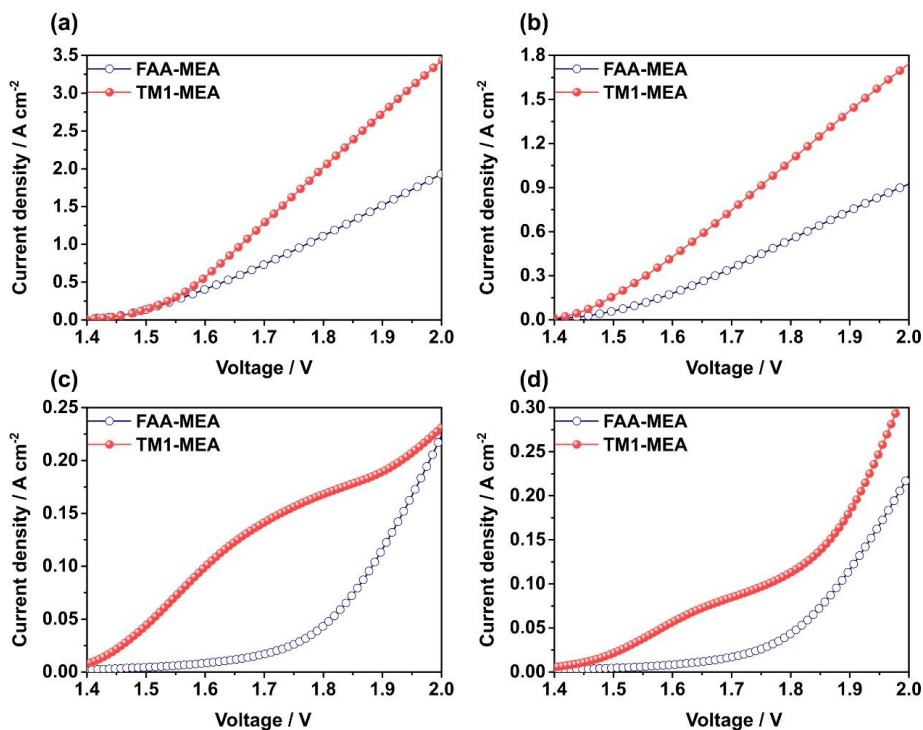 (a)
FAA-MEA
TM1-MEA
3.5
3.0
2.5
2.0
1.5
1.0
0.5
0.0
Current density / A cm⁻²
1.4 1.5 1.6 1.7 1.8 1.9 2.0
Voltage / V
(b)
FAA-MEA
TM1-MEA
1.8
1.5
1.2
0.9
0.6
0.3
0.0
Current density / A cm⁻²
1.4 1.5 1.6 1.7 1.8 1.9 2.0
Voltage / V
(c)
FAA-MEA
TM1-MEA
0.25
0.20
0.15
0.10
0.05
0.00
Current density / A cm⁻²
1.4 1.5 1.6 1.7 1.8 1.9 2.0
Voltage / V
(d)
FAA-MEA
TM1-MEA
0.30
0.25
0.20
0.15
0.10
0.05
0.00
Current density / A cm⁻²
1.4 1.5 1.6 1.7 1.8 1.9 2.0
Voltage / V